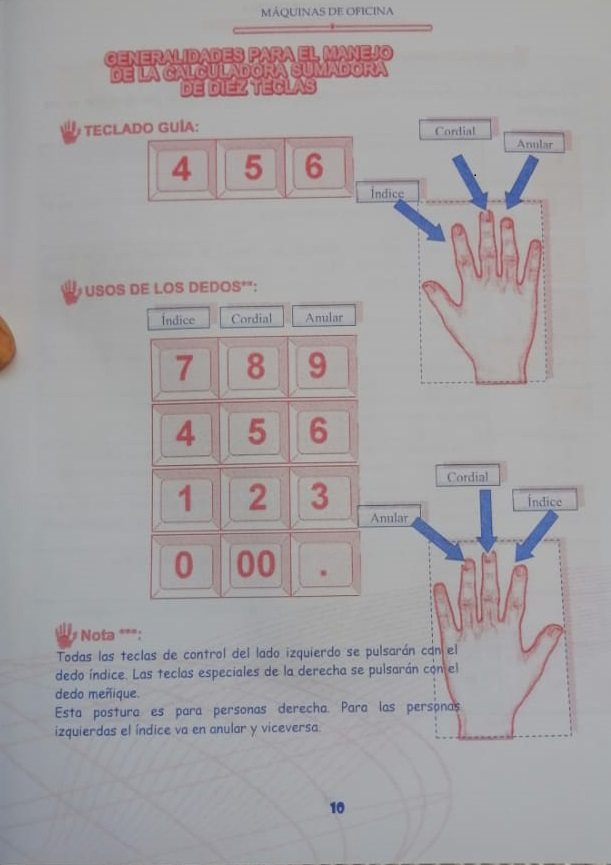 MÁQUINAS DE OFICINA
GENERALIDADES PARA EL MANEJO
DE LA CALCULADORA SUMADORA
DE DIEZ TECLAS
TECLADO GUÍA:
4 5 6
Índice
Cordial
Anular
USOS DE LOS DEDOS**:
Índice Cordial Anular
7 8 9
4 5 6
1 2 3
0 00 .
Anular
Cordial
Índice
Nota ***:
Todas las teclas de control del lado izquierdo se pulsarán con el
dedo índice. Las teclas especiales de la derecha se pulsarán con el
dedo meñique.
Esta postura es para personas derecha. Para las personas
izquierdas el índice va en anular y viceversa.
10